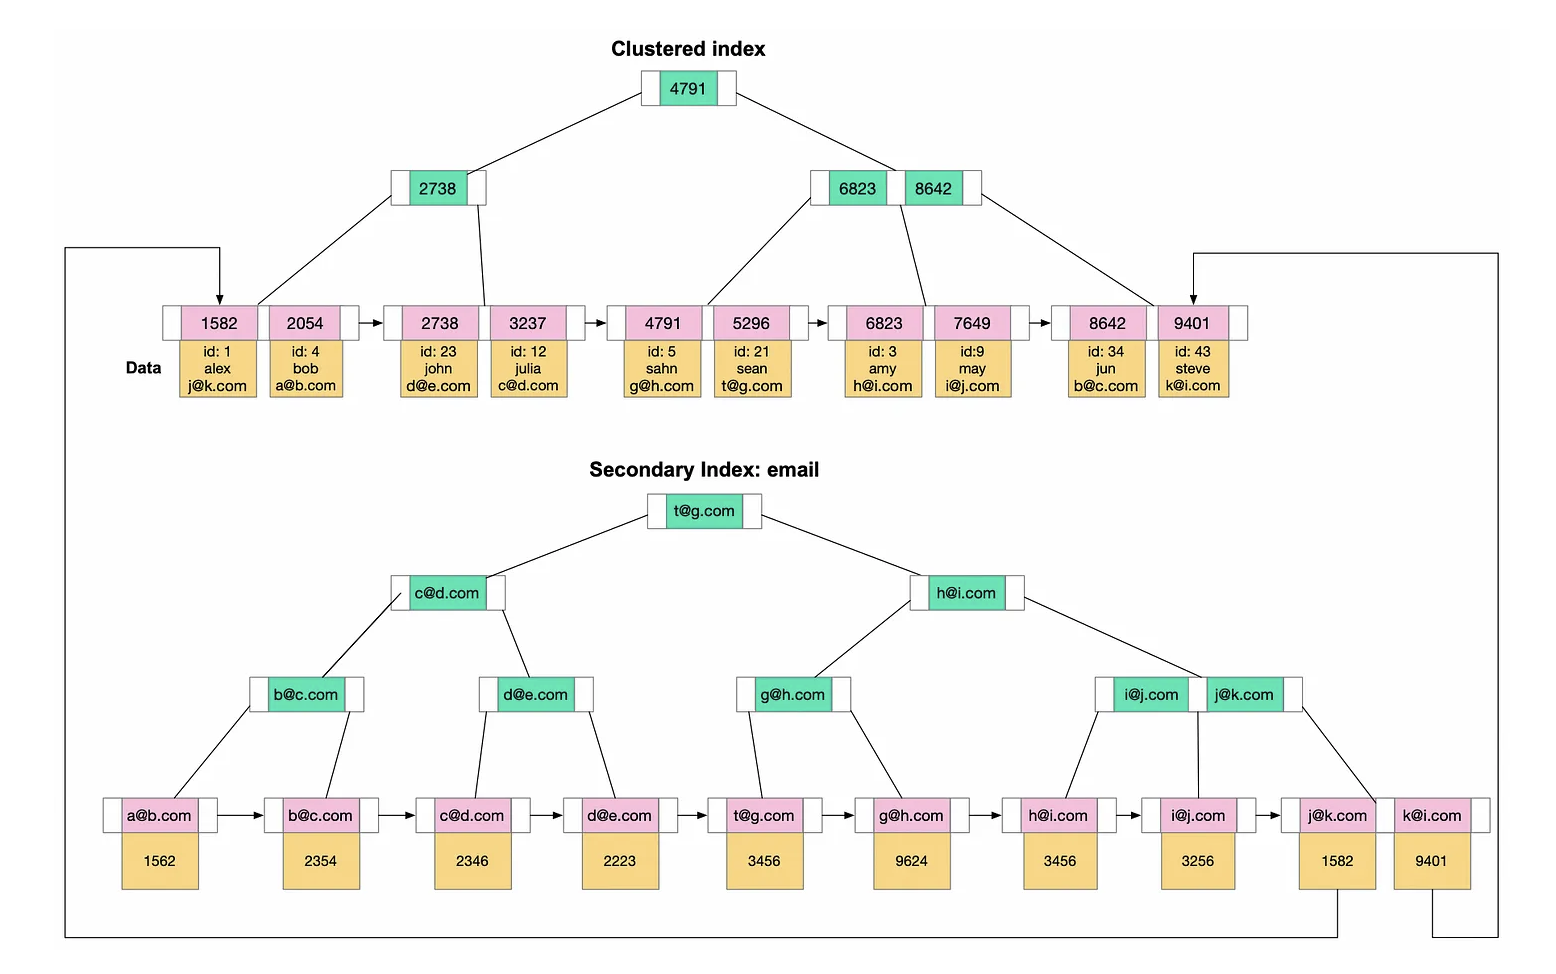 Clustered index
4791
2738
6823 8642
1582 2054 2738 3237 4791 5296 6823 7649 8642 9401
Data
id: 1
alex
j@k.com
id: 4
bob
a@b.com
id: 23
john
d@e.com
id: 12
julia
c@d.com
id: 5
sahn
g@h.com
id: 21
sean
t@g.com
id: 3
amy
h@i.com
id:9
may
i@j.com
id: 34
jun
b@c.com
id: 43
steve
k@i.com
Secondary Index: email
t@g.com
c@d.com
h@i.com
b@c.com
d@e.com
g@h.com
i@j.com j@k.com
a@b.com b@c.com c@d.com d@e.com t@g.com g@h.com h@i.com i@j.com j@k.com k@i.com
1562 2354 2346 2223 3456 9624 3456 3256 1582 9401